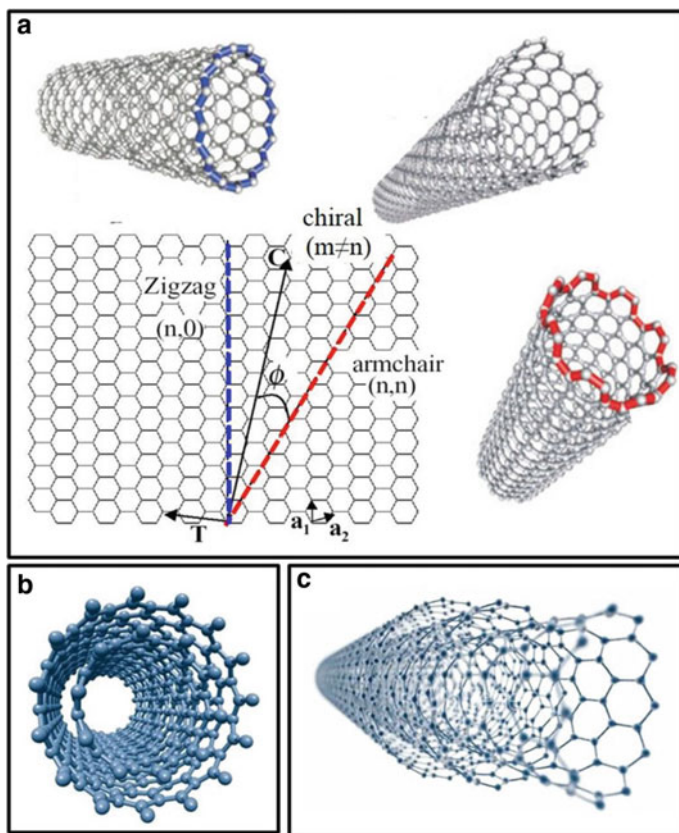 a
chiral
(m≠n)
C
Zigzag
(n,0)
ϕ
armchair
(n,n)
T
a1
a2
b
c